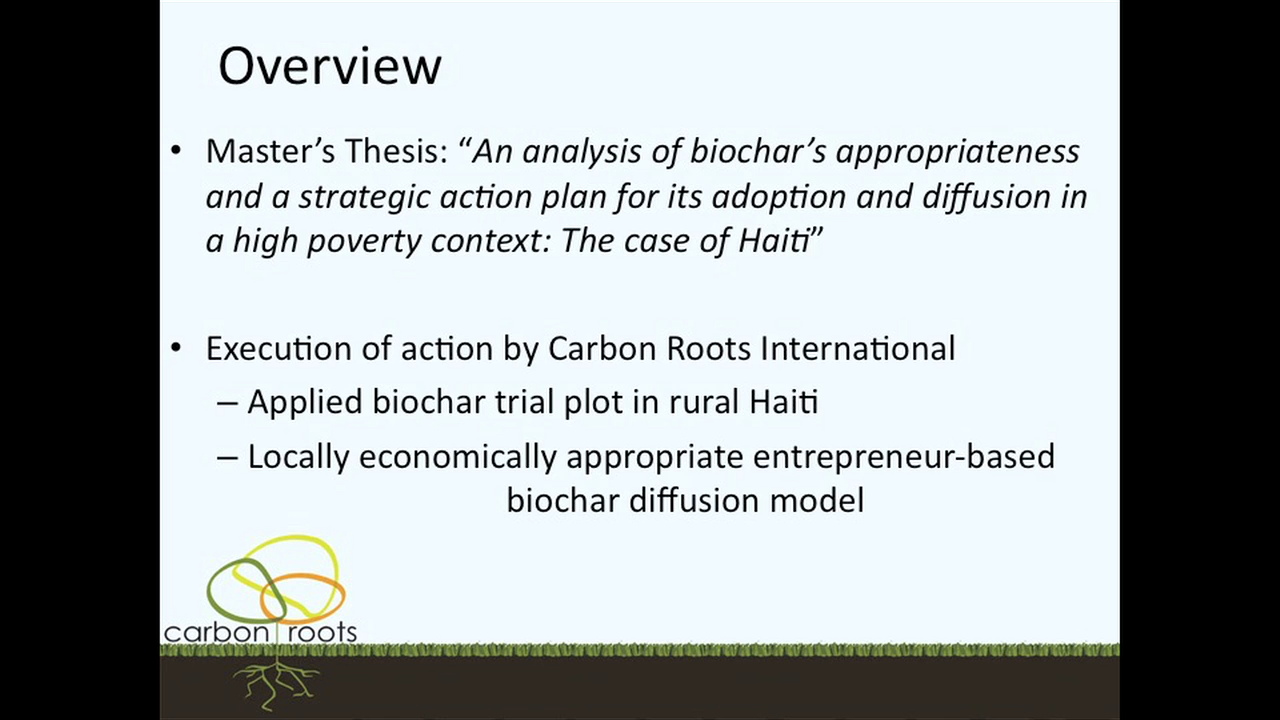 Overview
• Master’s Thesis: “An analysis of biochar’s appropriateness
and a strategic action plan for its adoption and diffusion in
a high poverty context: The case of Haiti”
• Execution of action by Carbon Roots International
– Applied biochar trial plot in rural Haiti
– Locally economically appropriate entrepreneur-based
biochar diffusion model
carbon roots